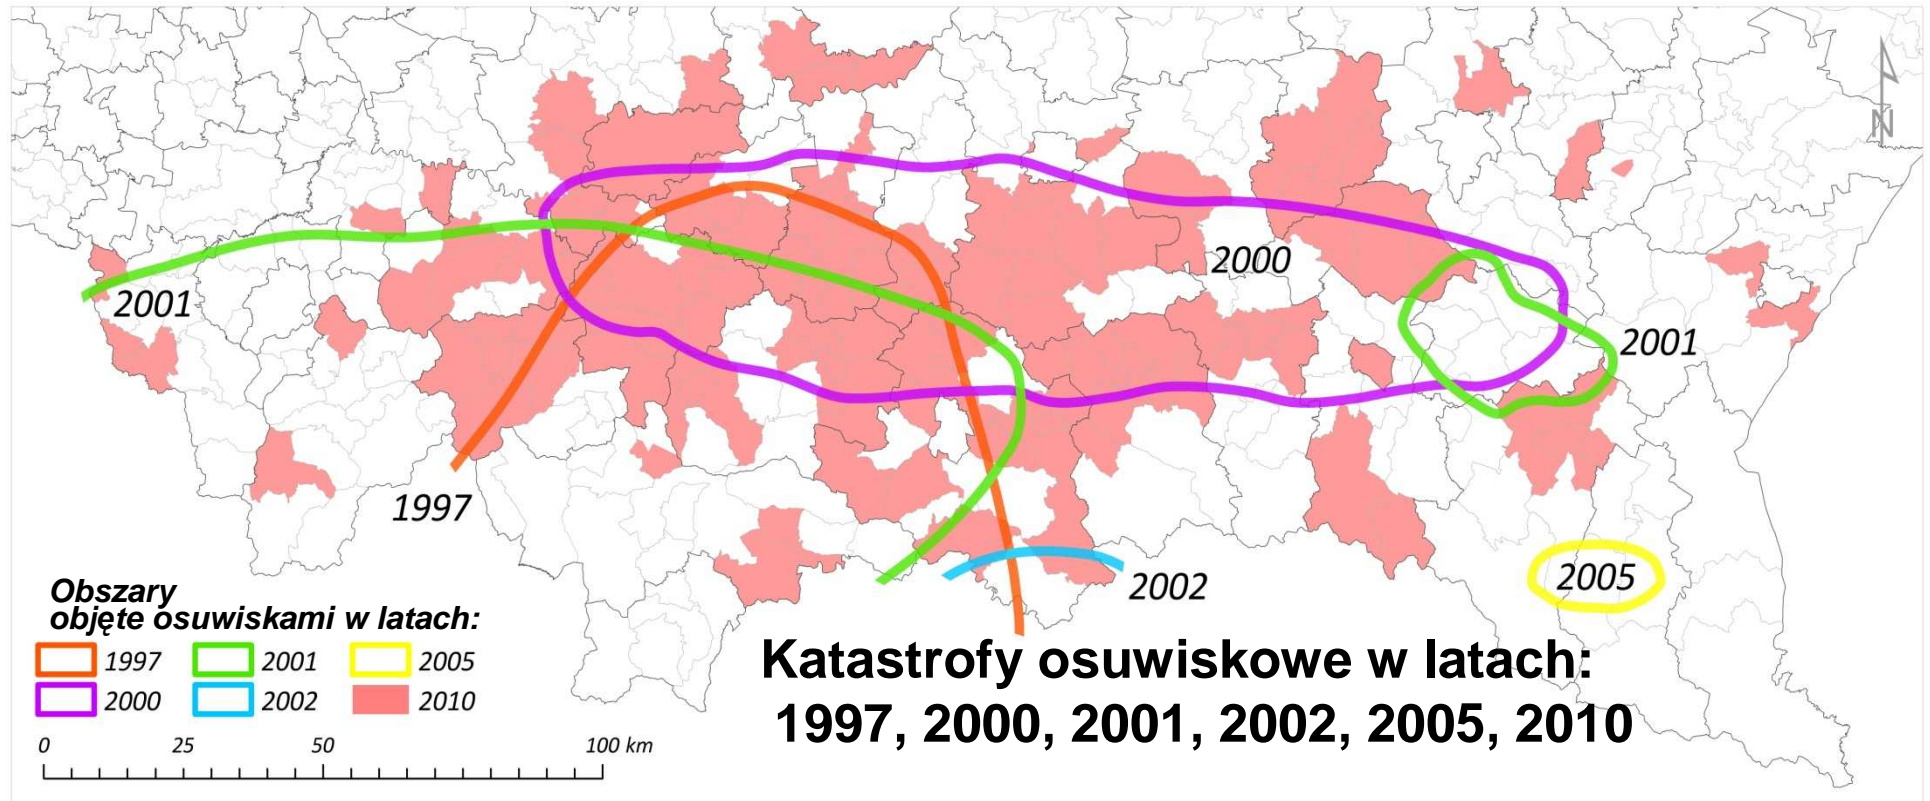 N
2000
2001
2001
1997
2002
2005
Obszary
objęte osuwiskami w latach:
1997 2001 2005
2000 2002 2010
0 25 50 100 km
Katastrofy osuwiskowe w latach:
1997, 2000, 2001, 2002, 2005, 2010